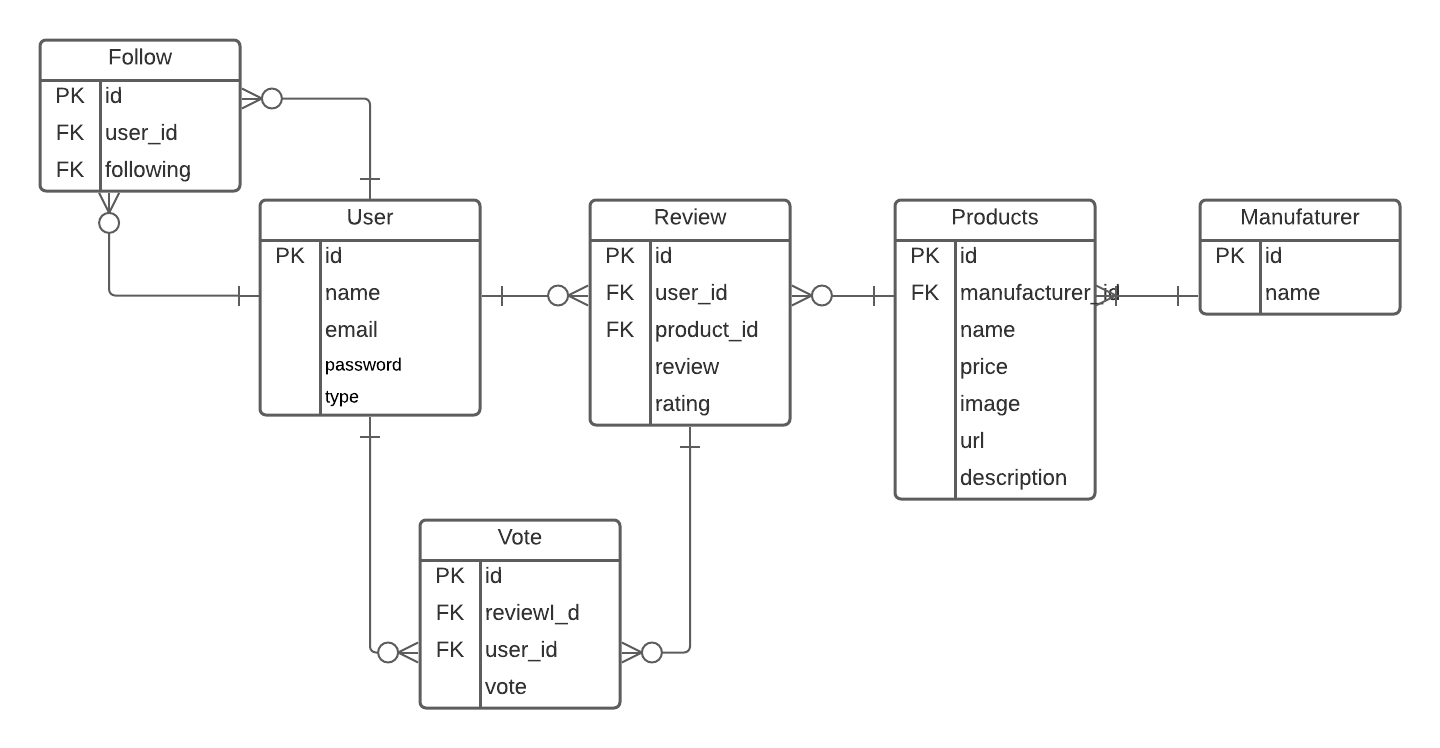 Follow
PK id
FK user_id
FK following
User
PK id
name
email
password
type
Review
PK id
FK user_id
FK product_id
review
rating
Products
PK id
FK manufacturer_id
name
price
image
url
description
Manufaturer
PK id
name
Vote
PK id
FK reviewI_d
FK user_id
vote